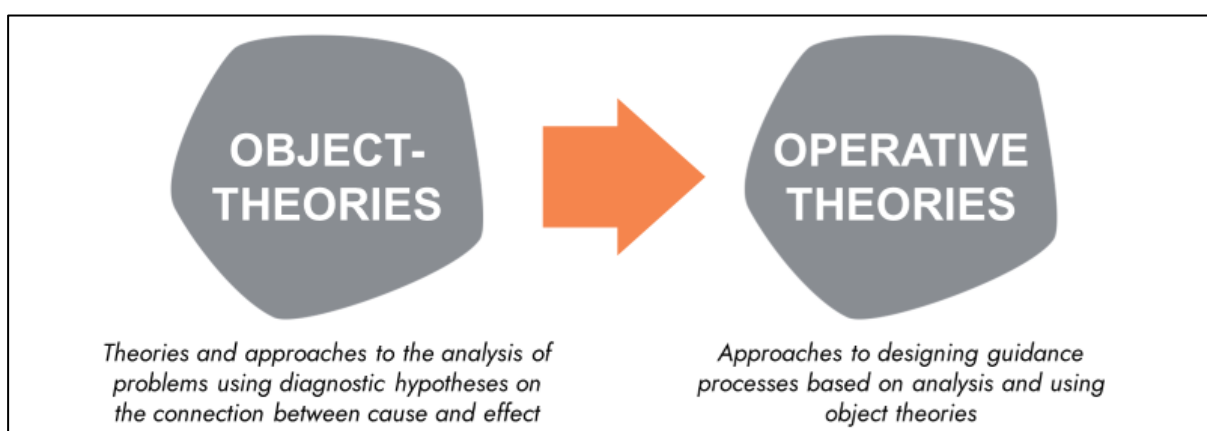 OBJECT-
THEORIES
Theories and approaches to the analysis of
problems using diagnostic hypotheses on
the connection between cause and effect
OPERATIVE
THEORIES
Approaches to designing guidance
processes based on analysis and using
object theories